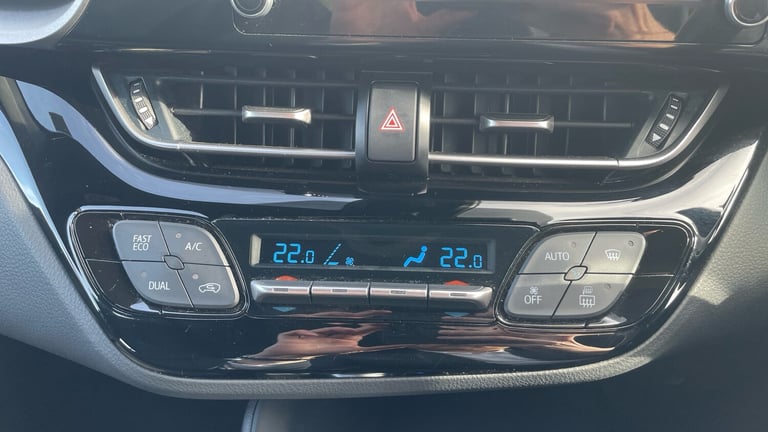 22.0 22.0
FAST
ECO
A/C
DUAL
AUTO
OFF